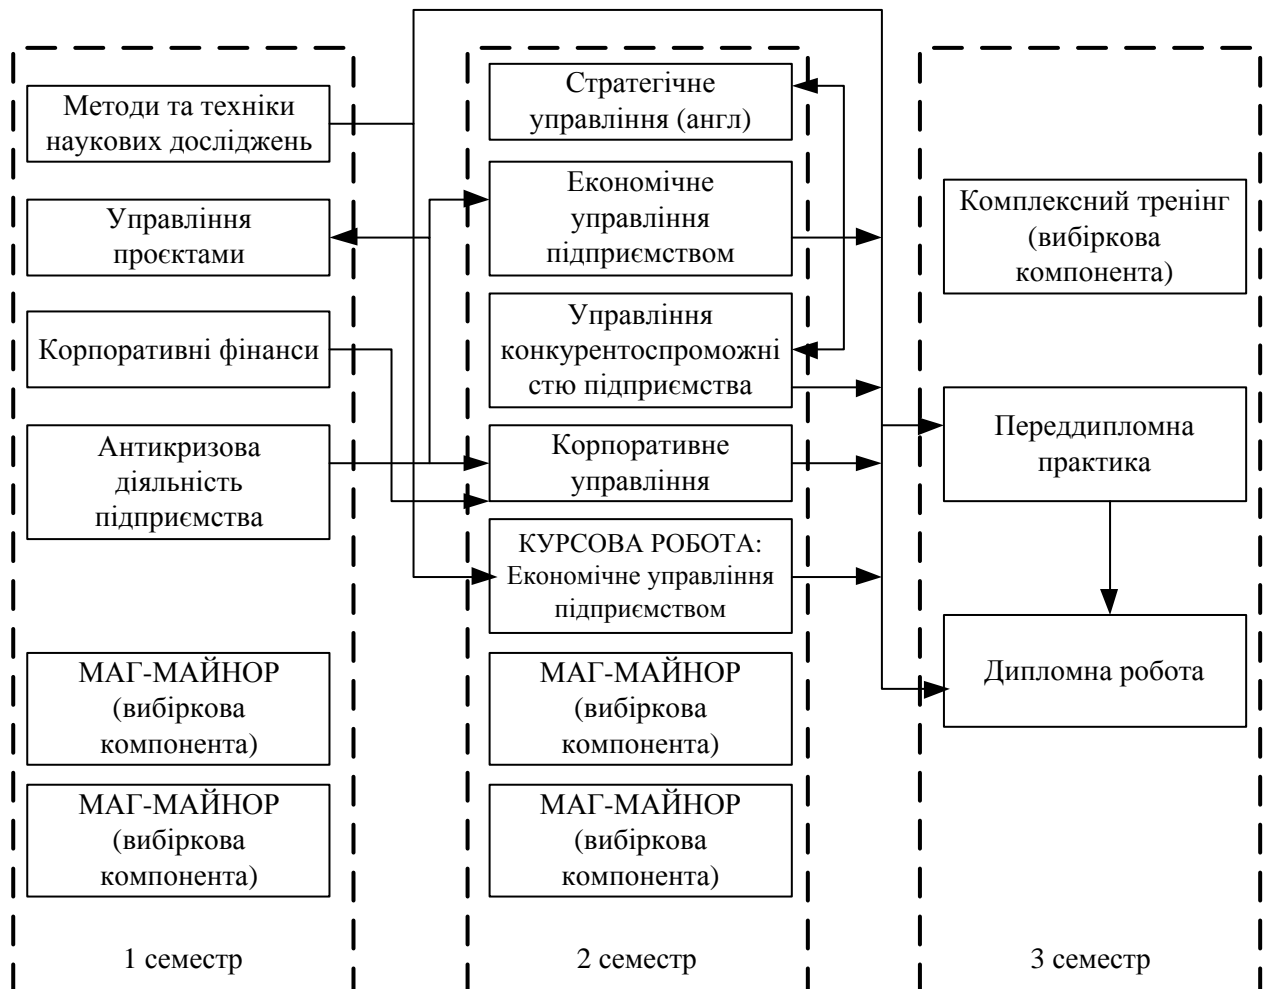 Методи та техніки
наукових досліджень
Управління
проєктами
Корпоративні фінанси
Антикризова
діяльність
підприємства
МАГ-МАЙНОР
(вибіркова
компонента)
МАГ-МАЙНОР
(вибіркова
компонента)
1 семестр
Стратегічне
управління (англ)
Економічне
управління
підприємством
Управління
конкурентоспроможні
стю підприємства
Корпоративне
управління
КУРСОВА РОБОТА:
Економічне управління
підприємством
МАГ-МАЙНОР
(вибіркова
компонента)
МАГ-МАЙНОР
(вибіркова
компонента)
2 семестр
Комплексний тренінг
(вибіркова
компонента)
Переддипломна
практика
Дипломна робота
3 семестр